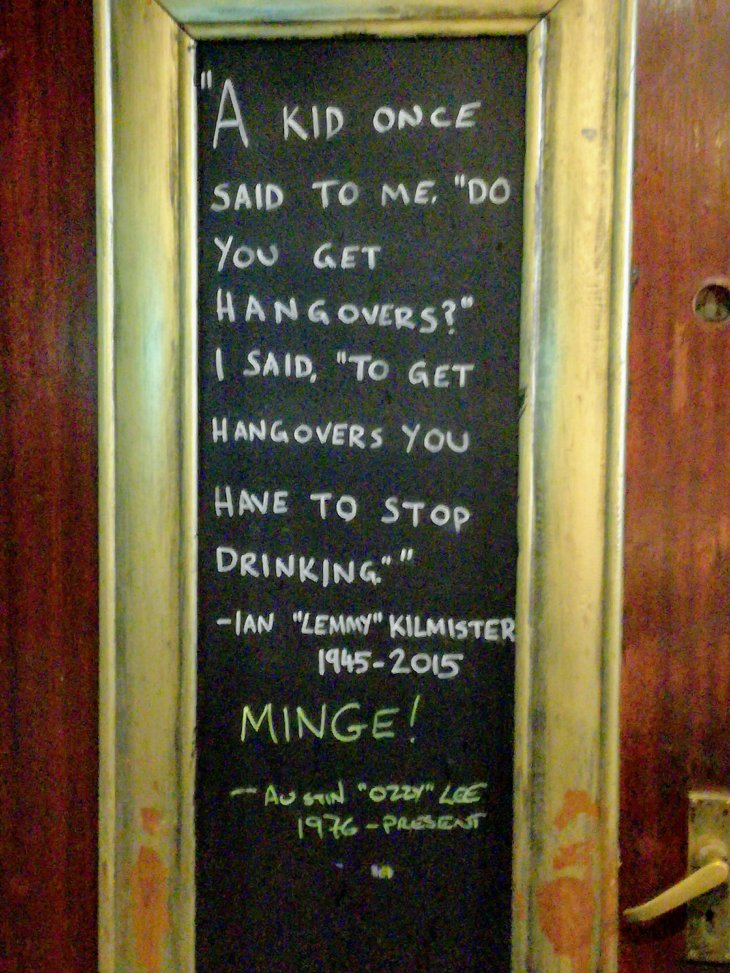 "A KID ONCE
SAID TO ME. "DO
YOU GET
HANGOVERS?"
I SAID, "TO GET
HANGOVERS YOU
HAVE TO STOP
DRINKING.""
-IAN "LEMMY" KILMISTER
1945-2015
MINGE!
- AUSTIN "OZZY" LEE
1976-PRESENT